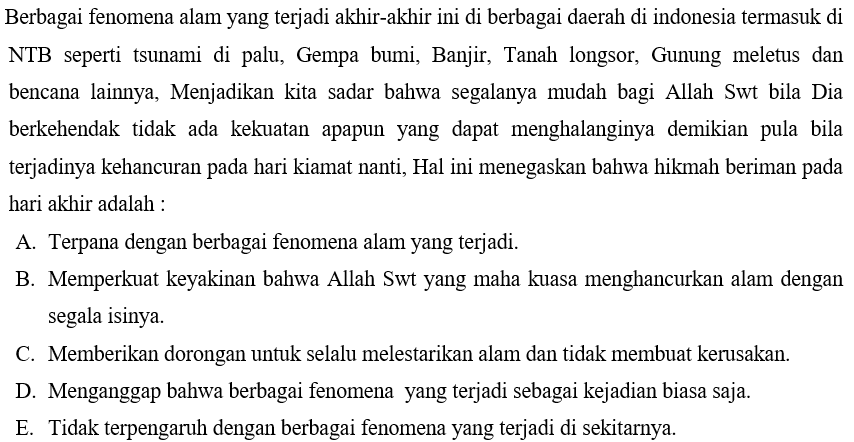 Berbagai fenomena alam yang terjadi akhir-akhir ini di berbagai daerah di indonesia termasuk di
NTB seperti tsunami di palu, Gempa bumi, Banjir, Tanah longsor, Gunung meletus dan
bencana lainnya, Menjadikan kita sadar bahwa segalanya mudah bagi Allah Swt bila Dia
berkehendak tidak ada kekuatan apapun yang dapat menghalanginya demikian pula bila
terjadinya kehancuran pada hari kiamat nanti, Hal ini menegaskan bahwa hikmah beriman pada
hari akhir adalah :
A. Terpana dengan berbagai fenomena alam yang terjadi.
B. Memperkuat keyakinan bahwa Allah Swt yang maha kuasa menghancurkan alam dengan
segala isinya.
C. Memberikan dorongan untuk selalu melestarikan alam dan tidak membuat kerusakan.
D. Menganggap bahwa berbagai fenomena yang terjadi sebagai kejadian biasa saja.
E. Tidak terpengaruh dengan berbagai fenomena yang terjadi di sekitarnya.